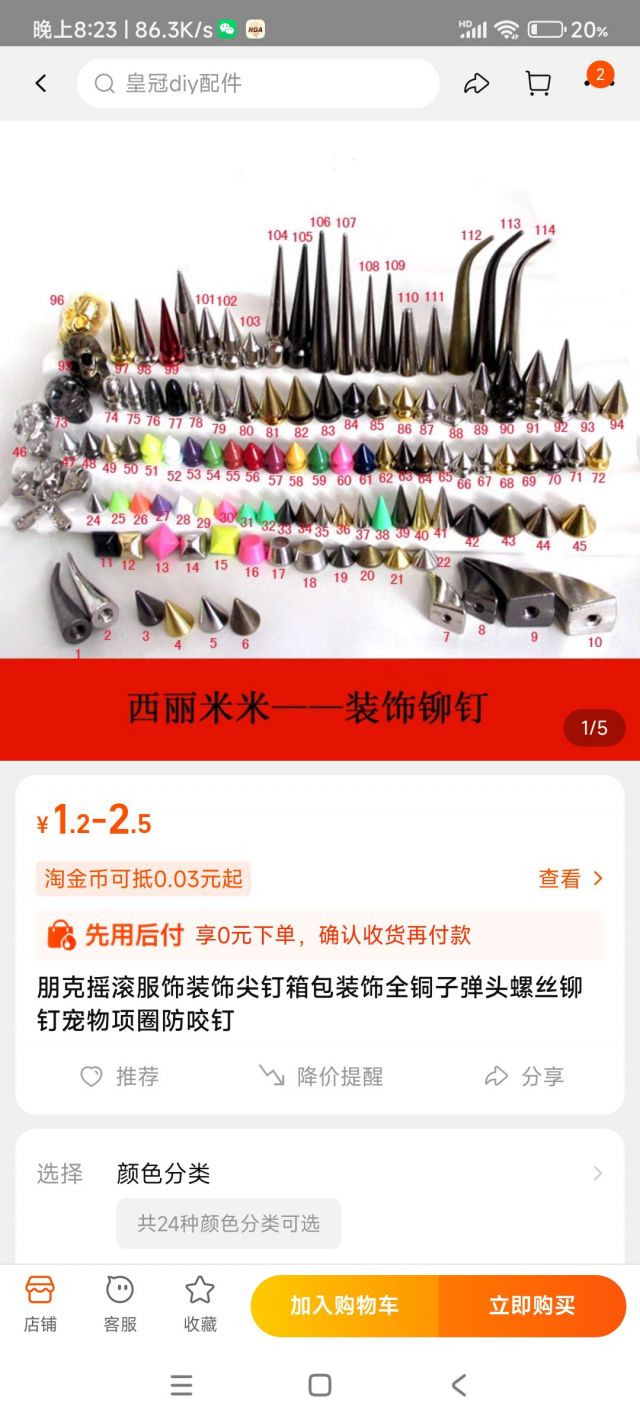 晚上8:23 | 86.3K/s NGA HD 20%
皇冠diy配件 2
106 107 113
104 105 112 114
108 109
96 101 102 110 111
103
95 97 98 99
73 74 75 76 77 78 79 80 81 82 83 84 85 86 87 88 89 90 91 92 93 94
46 47 48 49 50 51 52 53 54 55 56 57 58 59 60 61 62 63 64 65 66 67 68 69 70 71 72
24 25 26 27 28 29 30 31 32 33 34 35 36 37 38 39 40 41 42 43 44 45
11 12 13 14 15 16 17 18 19 20 21 22
1 2 3 4 5 6 7 8 9 10
西丽米米——装饰铆钉
1/5
¥1.2-2.5
淘金币可抵0.03元起 查看
先用后付 享0元下单，确认收货再付款
朋克摇滚服饰装饰尖钉箱包装饰全铜子弹头螺丝铆
钉宠物项圈防咬钉
推荐 降价提醒 分享
选择 颜色分类
共24种颜色分类可选
店铺 客服 收藏 加入购物车 立即购买